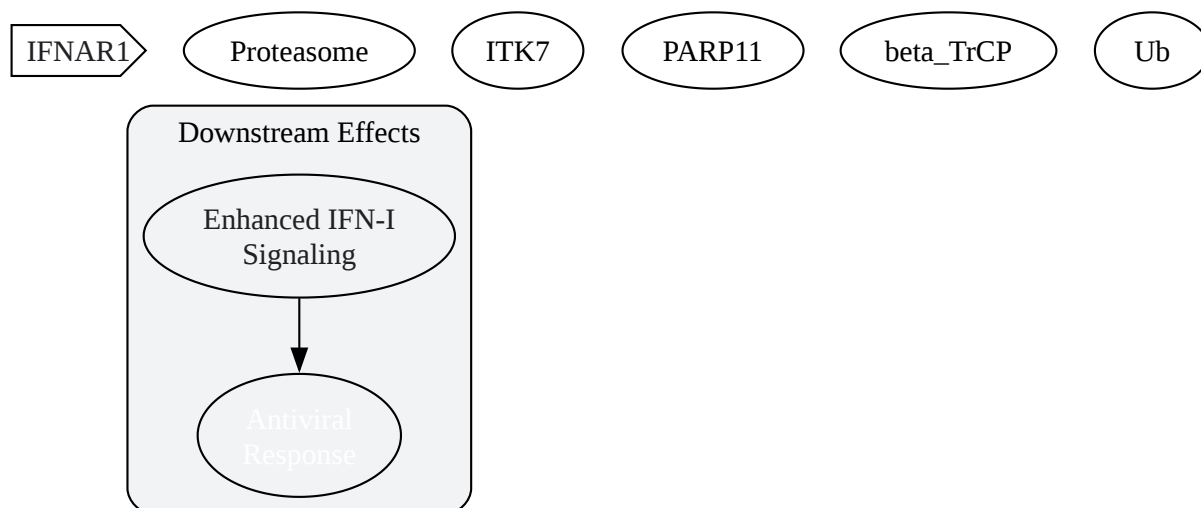 IFNAR1
Proteasome
ITK7
PARP11
beta_TrCP
Ub
Downstream Effects
Enhanced IFN-I
Signaling
Antiviral
Response